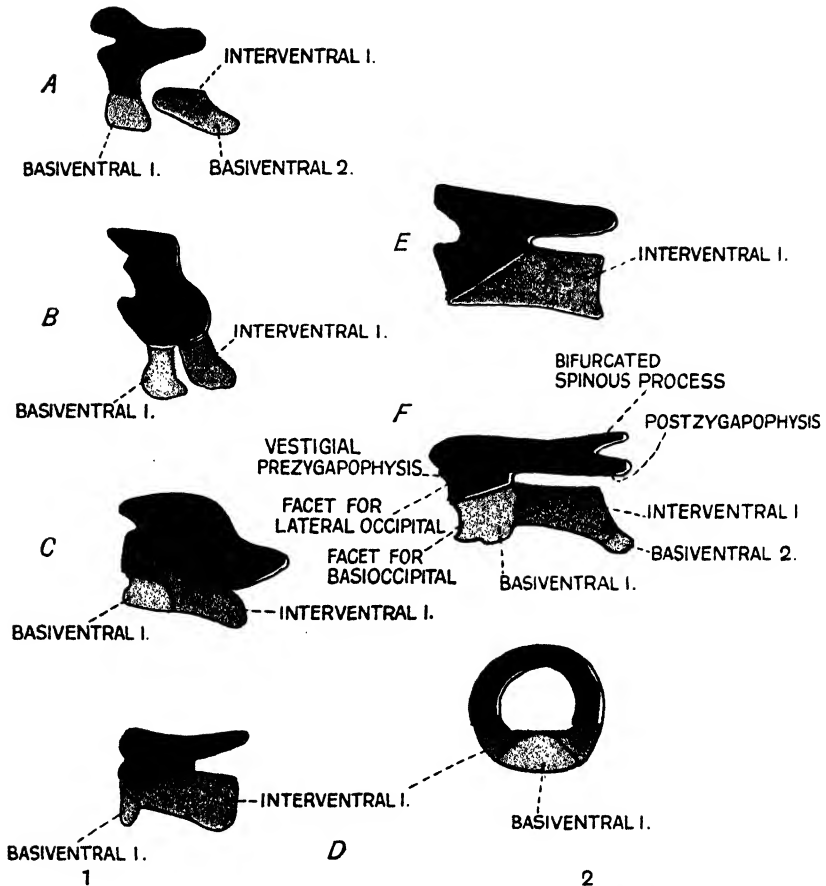 INTERVENTRAL I.
A
BASIVENTRAL I.
BASIVENTRAL 2.
B
INTERVENTRAL I.
BASIVENTRAL I.
C
BASIVENTRAL I.
INTERVENTRAL I.
E
INTERVENTRAL I.
BIFURCATED
SPINOUS PROCESS
F
POSTZYGAPOPHYSIS
VESTIGIAL
PREZYGAPOPHYSIS
FACET FOR
LATERAL OCCIPITAL
INTERVENTRAL I
FACET FOR
BASIOCCIPITAL
BASIVENTRAL 2.
BASIVENTRAL I.
INTERVENTRAL I.
BASIVENTRAL I.
BASIVENTRAL I.
D
1
2